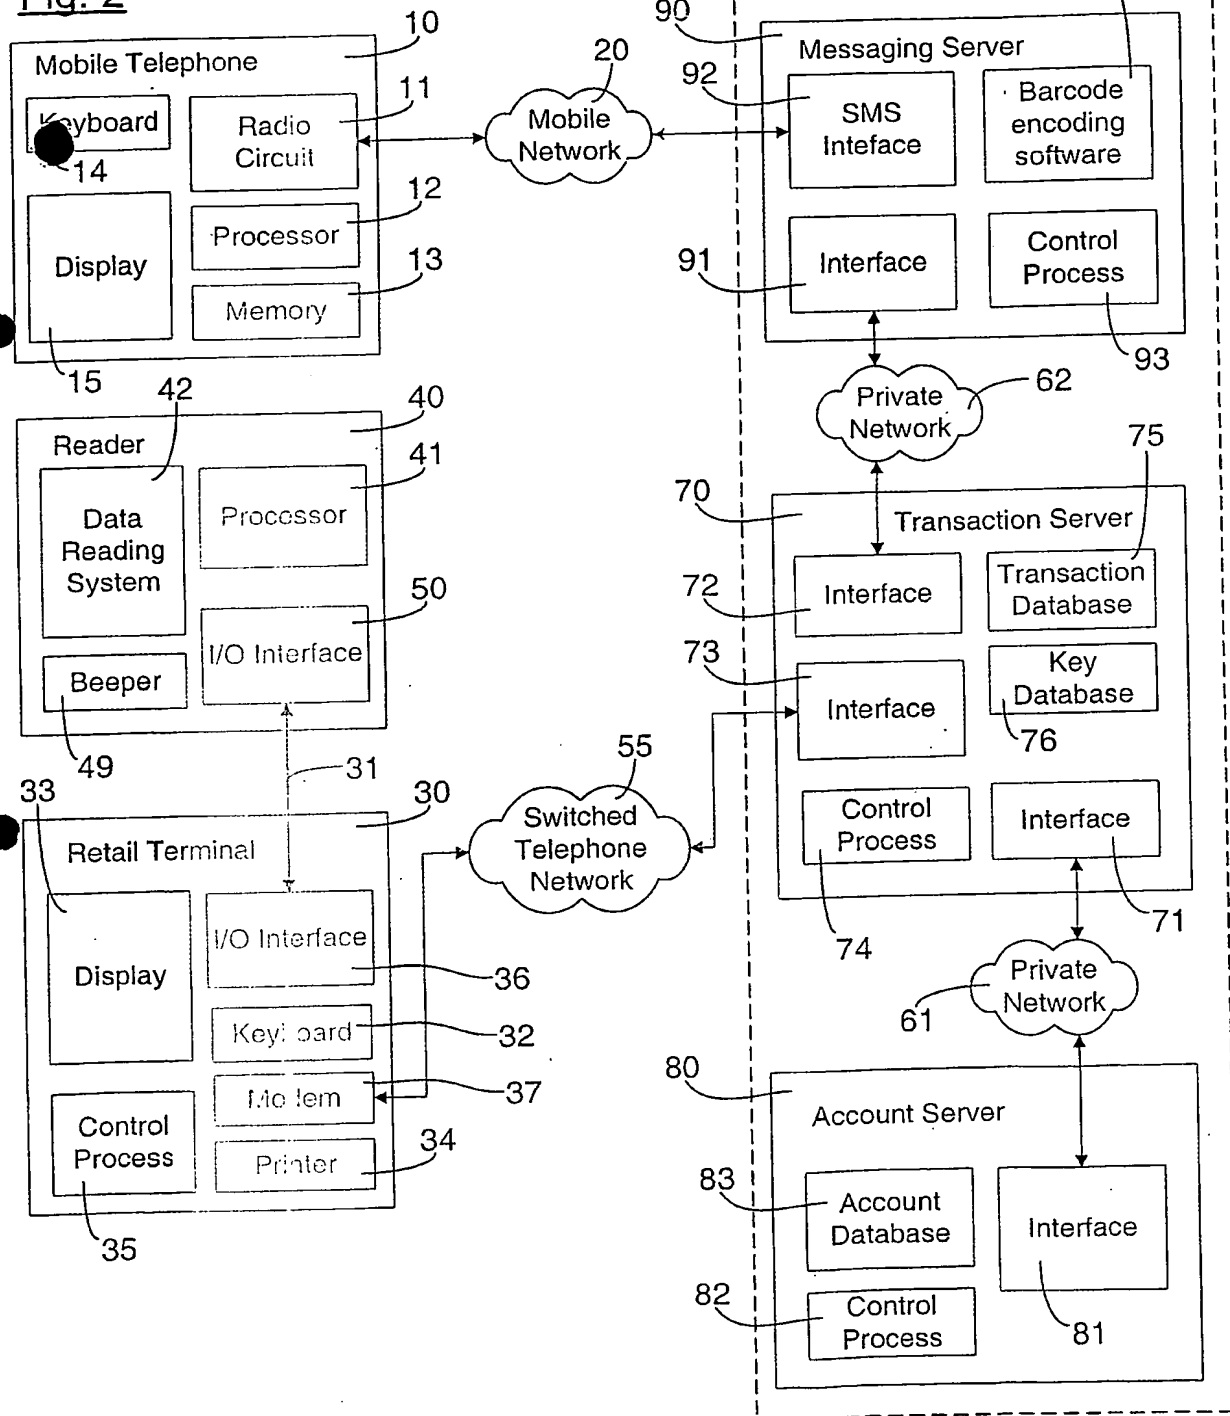 Fig. 2
10
Mobile Telephone
Keyboard
14
11
Radio
Circuit
12
Processor
13
Memory
Display
15
20
Mobile
Network
90
Messaging Server
92
SMS
Inteface
Barcode
encoding
software
91
Interface
Control
Process
93
Private
Network
62
42
40
Reader
41
Data
Reading
System
Processor
50
I/O Interface
Beeper
49
31
70
75
Transaction Server
72
Interface
Transaction
Database
73
Interface
Key
Database
76
Control
Process
74
Interface
71
55
Switched
Telephone
Network
33
30
Retail Terminal
Display
I/O Interface
36
Keyboard
32
Modem
37
Printer
34
Control
Process
35
Private
Network
61
80
Account Server
83
Account
Database
Interface
81
82
Control
Process